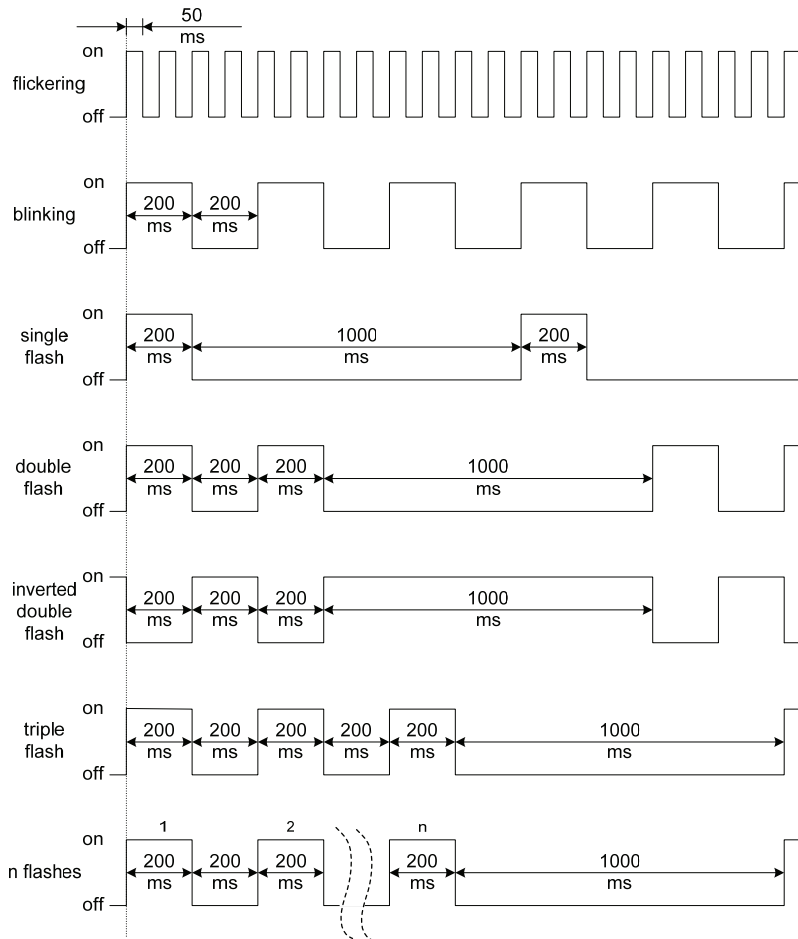 50
ms
on
flickering
off
on
200 200
blinking
ms ms
off
on
single
flash
200 1000 200
ms ms ms
off
on
double
flash
200 200 200 1000
ms ms ms ms
off
on
inverted
double
flash
200 200 200 1000
ms ms ms ms
off
on
triple
flash
200 200 200 200 200 1000
ms ms ms ms ms ms
off
1 2 n
on
n flashes
200 200 200 200 1000
ms ms ms ms ms
off